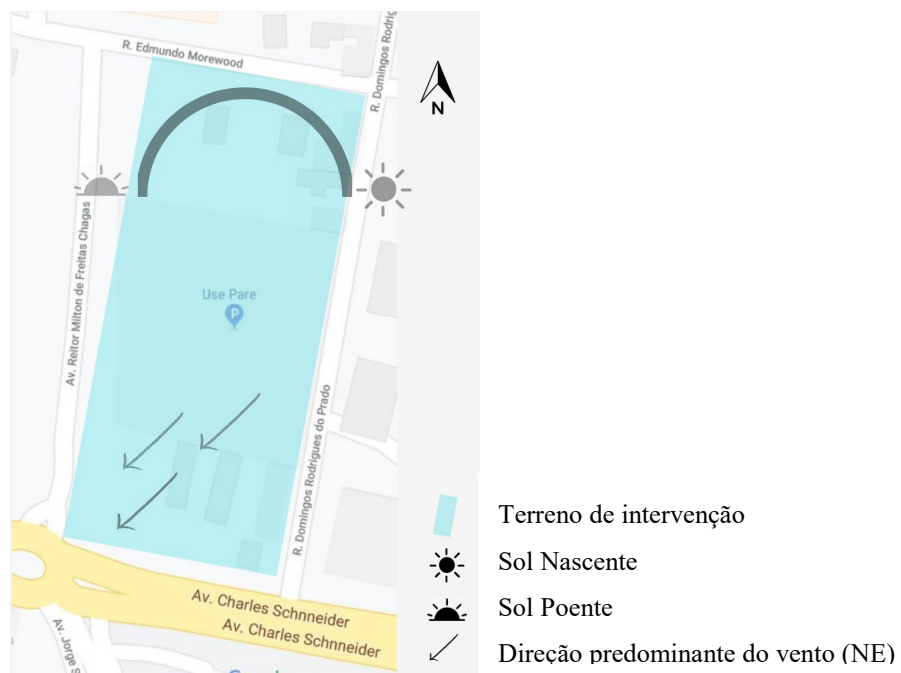 R. Edmundo Morewood
R. Domingos Rodrig
N
Av. Reitor Milton de Freitas Chagas
Use Pare
P
R. Domingos Rodrigues do Prado
Av. Charles Schnneider
Av. Charles Schnneider
Av. Jorge S
Terreno de intervenção
Sol Nascente
Sol Poente
Direção predominante do vento (NE)